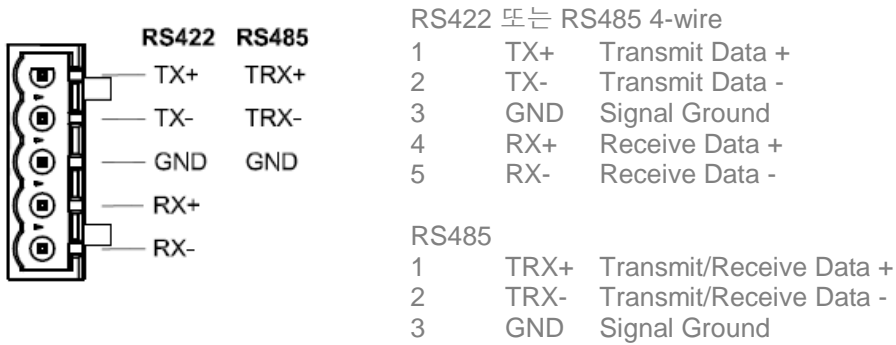 RS422 RS485
TX+ TRX+
TX- TRX-
GND GND
RX+
RX-
RS422 또는 RS485 4-wire
1 TX+ Transmit Data +
2 TX- Transmit Data -
3 GND Signal Ground
4 RX+ Receive Data +
5 RX- Receive Data -
RS485
1 TRX+ Transmit/Receive Data +
2 TRX- Transmit/Receive Data -
3 GND Signal Ground